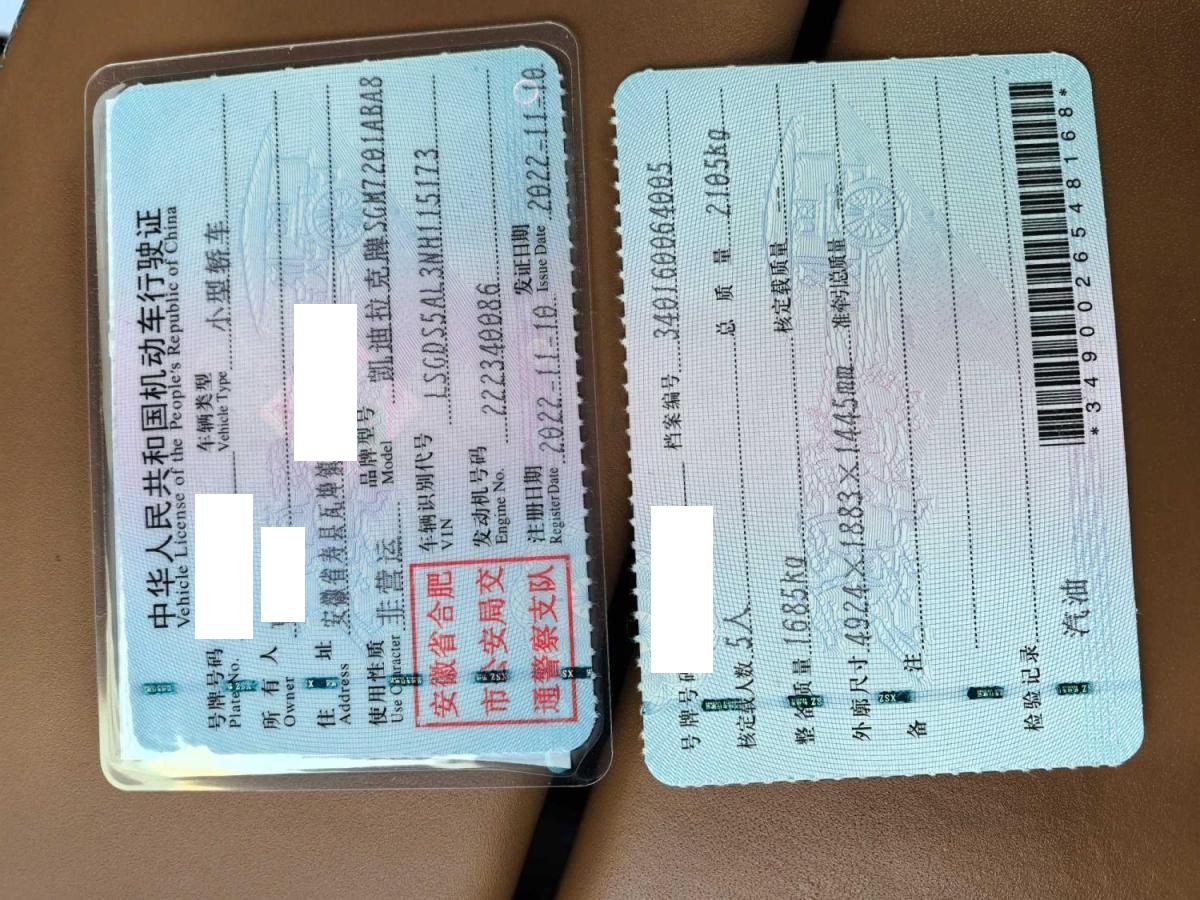 中华人民共和国机动车行驶证
Vehicle License of the People's Republic of China
号牌号码 车辆类型 小型轿车
Plate No. Vehicle Type
所有人
Owner
住址 安徽省寿县瓦埠镇
Address
使用性质 非营运 品牌型号 凯迪拉克牌SGM7201ABA8
Use Character Model
安徽省合肥
市公安局交
通警察支队
车辆识别代号 LSGDS5AL3NH115173
VIN
发动机号码 222340086
Engine No.
注册日期 2022-11-10 发证日期 2022-11-10
Register Date Issue Date
号牌号码 档案编号 340160064005
核定载人数 5人 总质量 2105kg
整备质量 1685kg 核定载质量
外廓尺寸 4924×1883×1445mm 准牵引总质量
备注
检验记录
汽油
*3490026548168*